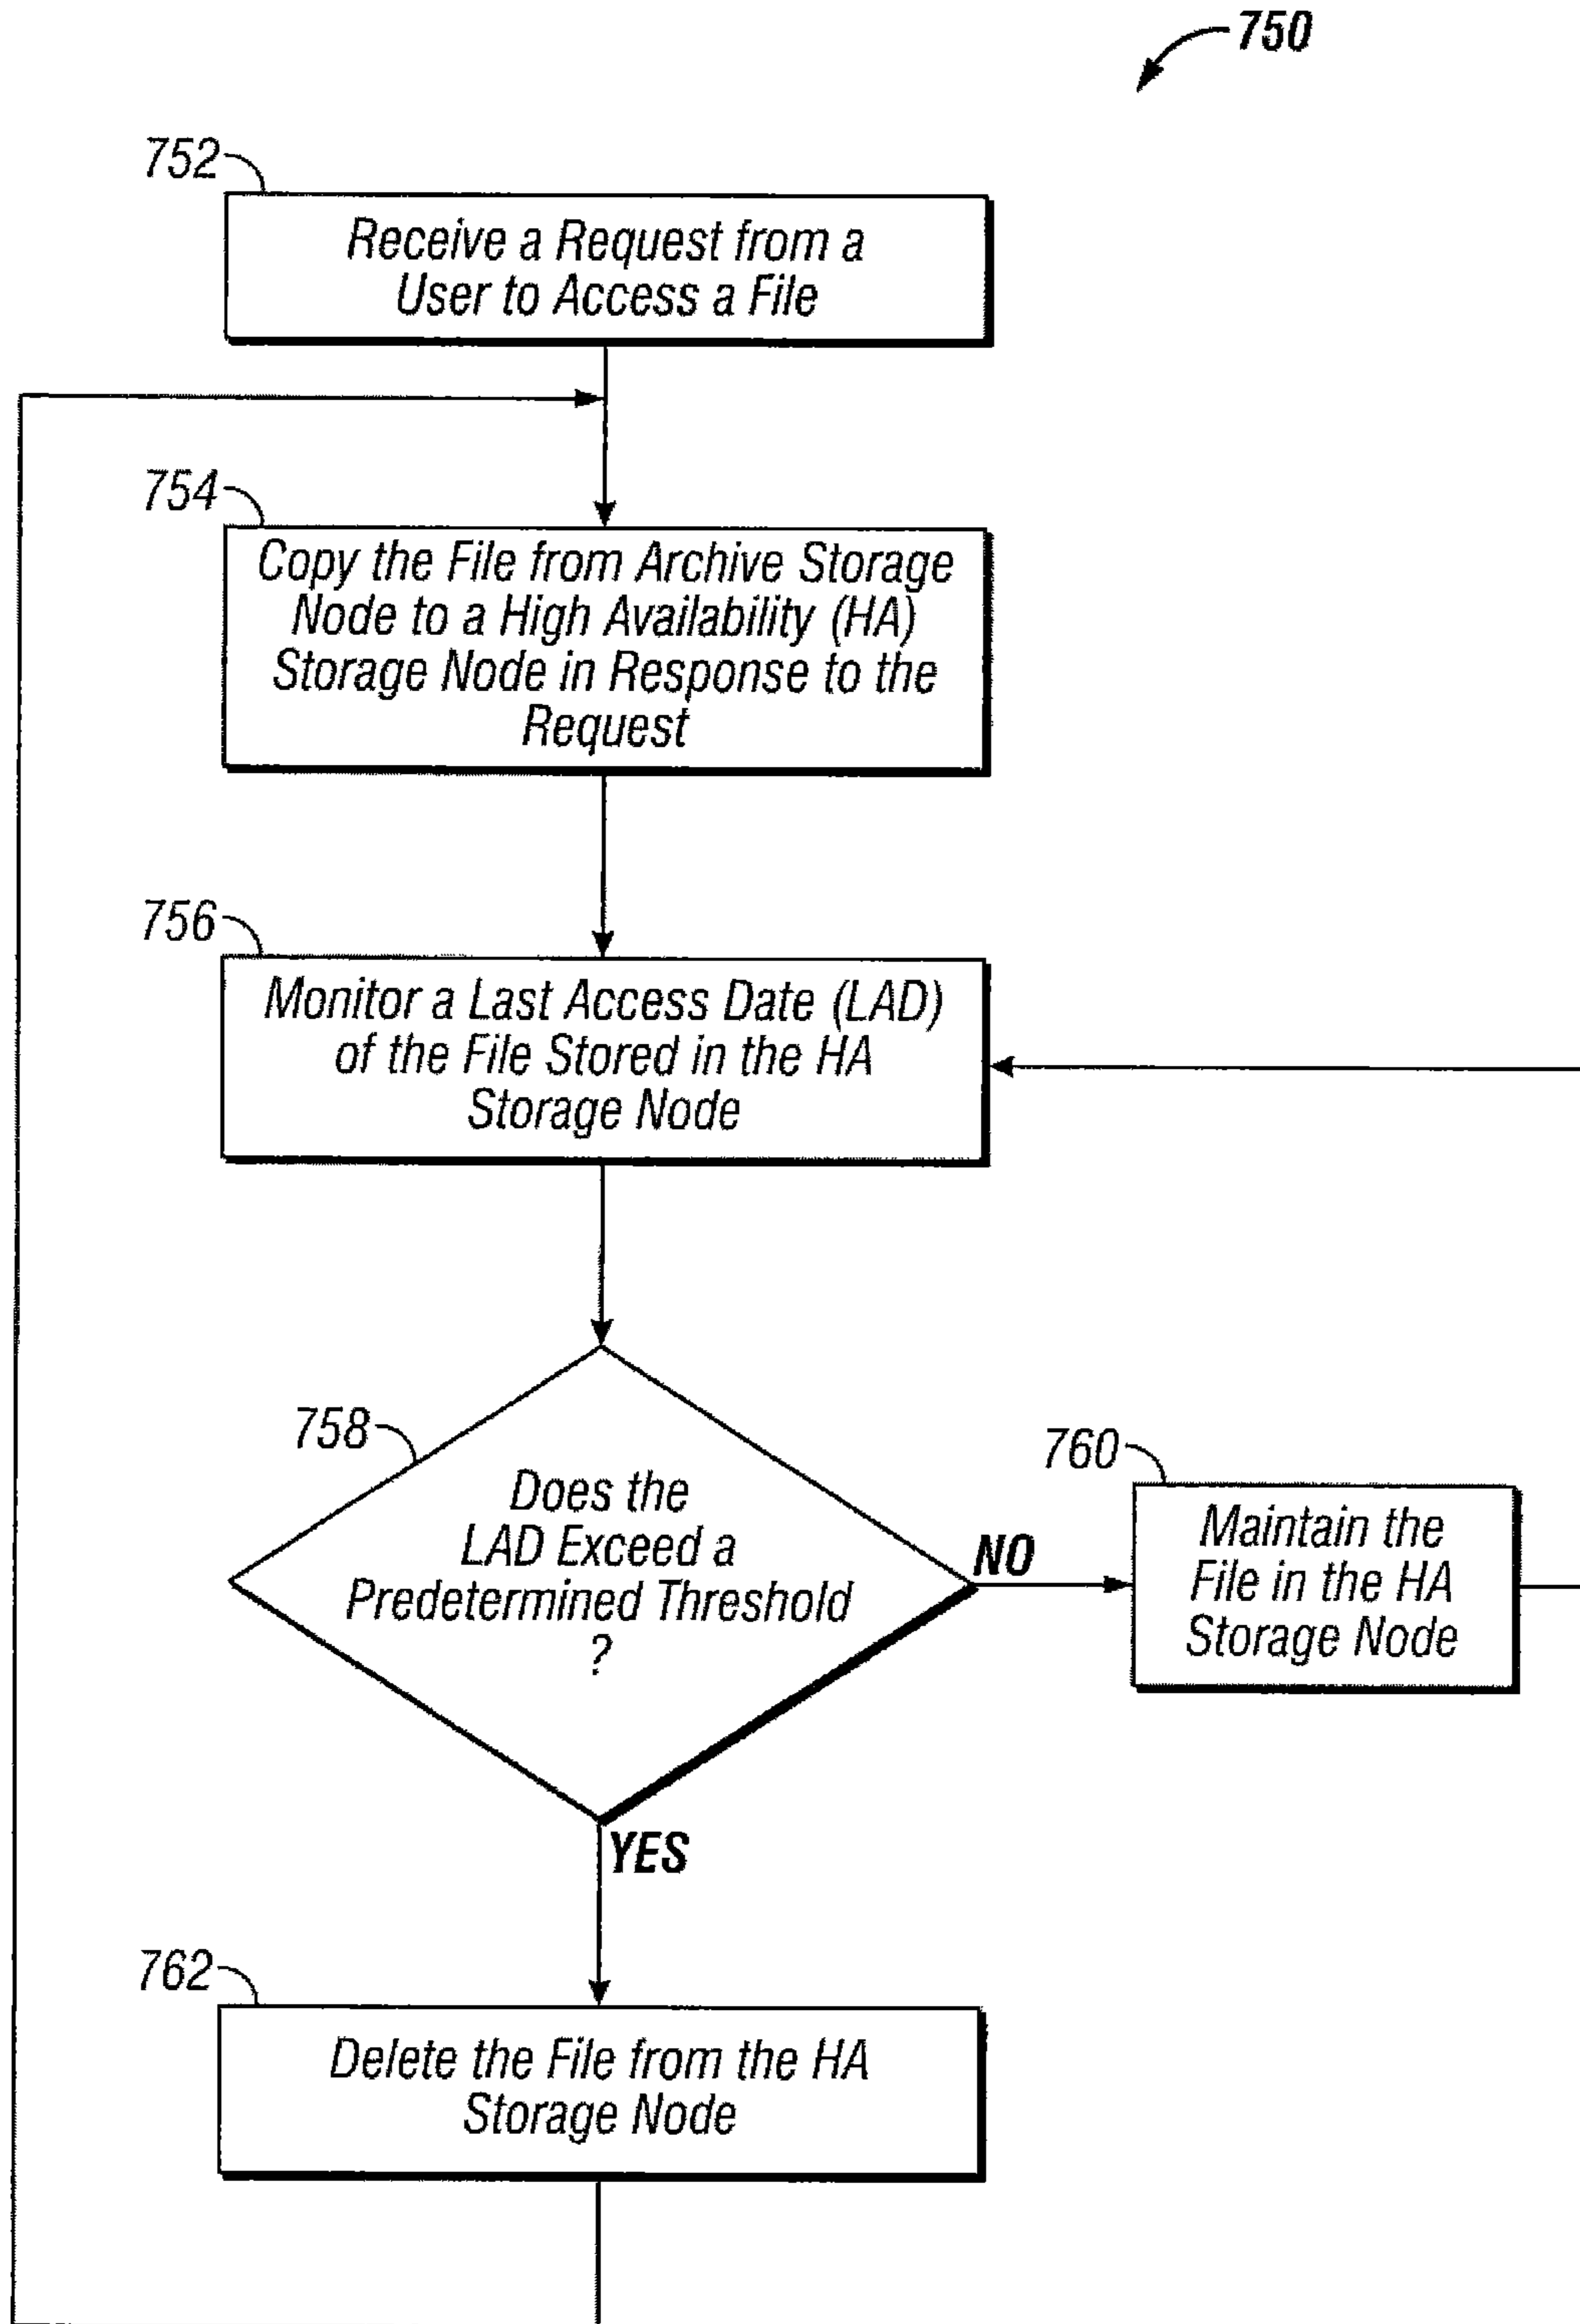 750
752
Receive a Request from a
User to Access a File
754
Copy the File from Archive Storage
Node to a High Availability (HA)
Storage Node in Response to the
Request
756
Monitor a Last Access Date (LAD)
of the File Stored in the HA
Storage Node
758
Does the
LAD Exceed a
Predetermined Threshold
?
NO
760
Maintain the
File in the HA
Storage Node
YES
762
Delete the File from the HA
Storage Node